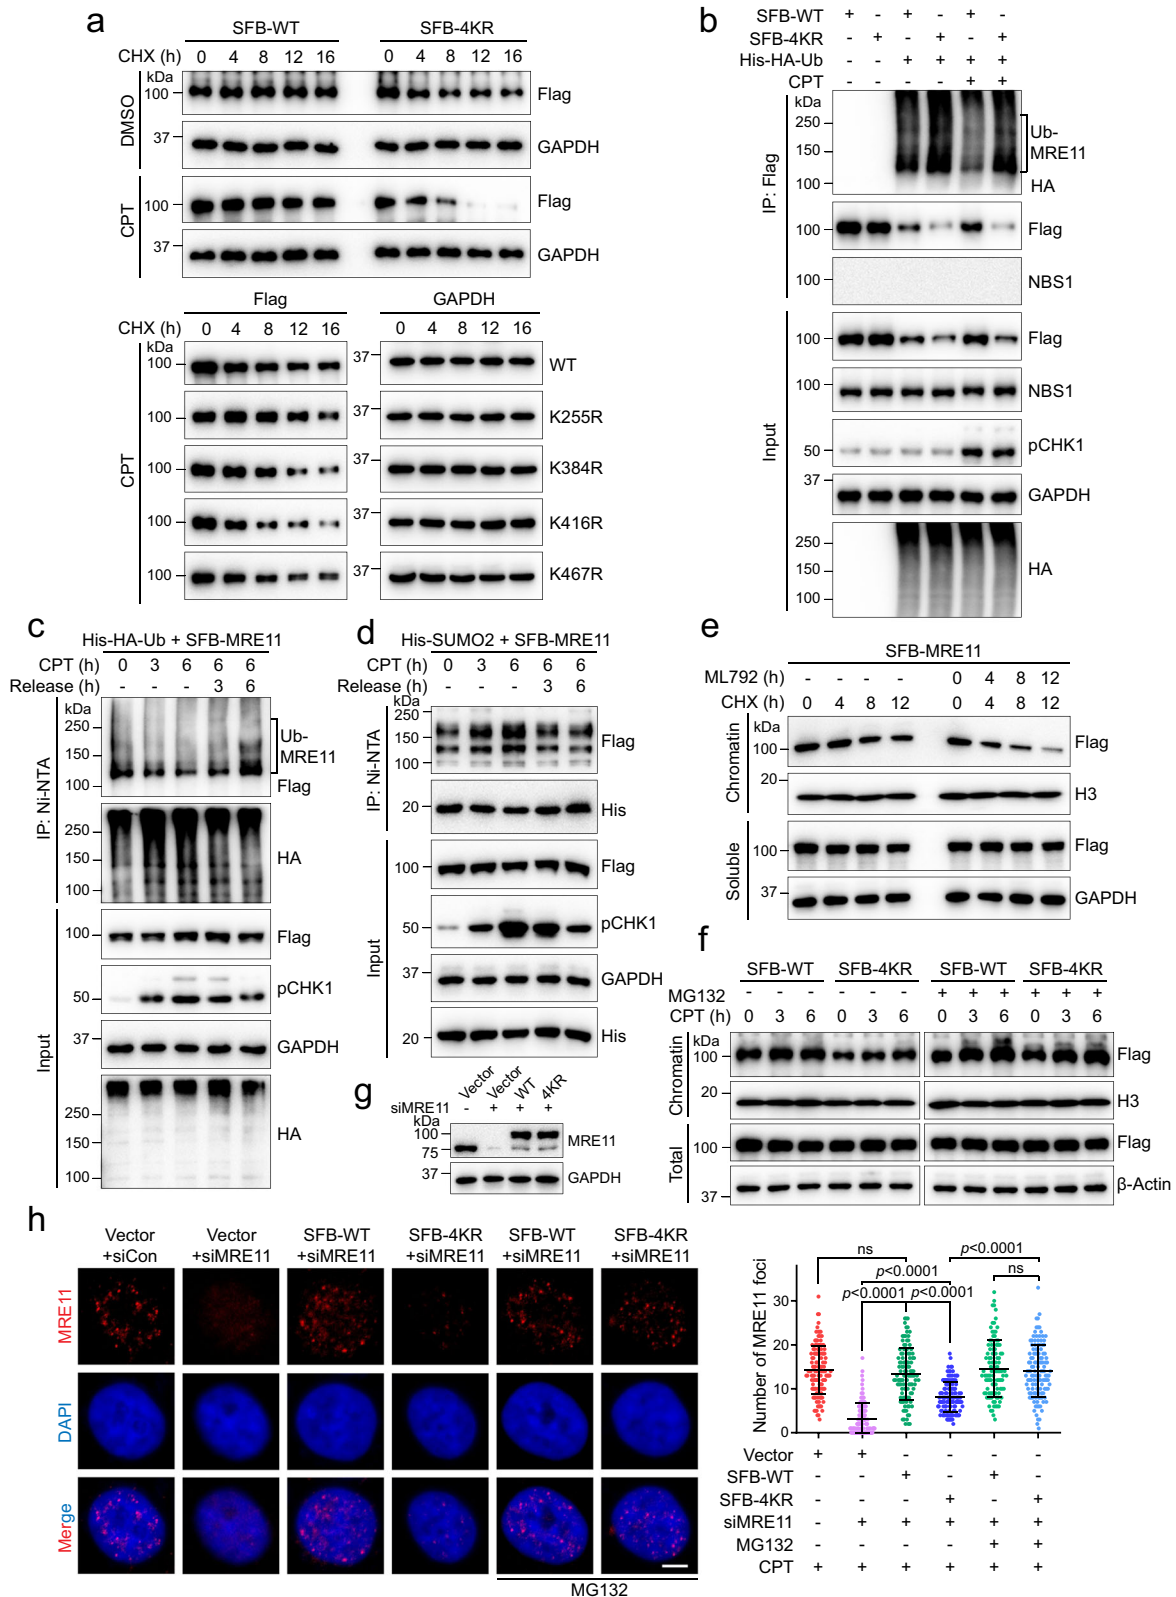 a
SFB-WT SFB-4KR
CHX (h) 0 4 8 12 16 0 4 8 12 16
kDa
DMSO
100 Flag
37 GAPDH
CPT
100 Flag
37 GAPDH
Flag GAPDH
CHX (h) 0 4 8 12 16 0 4 8 12 16
kDa
CPT
100 37 WT
100 37 K255R
100 37 K384R
100 37 K416R
100 37 K467R
b
SFB-WT + - + - + -
SFB-4KR - + - + - +
His-HA-Ub - - + + + +
CPT - - - - + +
kDa
IP: Flag
250
150
100
Ub-
MRE11
HA
100 Flag
100 NBS1
Input
100 Flag
100 NBS1
50 pCHK1
37 GAPDH
250
150
100
HA
c
His-HA-Ub + SFB-MRE11
CPT (h) 0 3 6 6 6
Release (h) - - - 3 6
kDa
IP: Ni-NTA
250
150
100
Ub-
MRE11
Flag
250
150
100
HA
Input
100 Flag
50 pCHK1
37 GAPDH
250
150
100
HA
d
His-SUMO2 + SFB-MRE11
CPT (h) 0 3 6 6 6
Release (h) - - - 3 6
kDa
IP: Ni-NTA
250
150
100
Flag
20 His
Input
100 Flag
50 pCHK1
37 GAPDH
20 His
e
SFB-MRE11
ML792 (h) - - - - 0 4 8 12
CHX (h) 0 4 8 12 0 4 8 12
kDa
Chromatin
100 Flag
20 H3
Soluble
100 Flag
37 GAPDH
f
SFB-WT SFB-4KR SFB-WT SFB-4KR
MG132 - - - - - - + + + + + +
CPT (h) 0 3 6 0 3 6 0 3 6 0 3 6
kDa
Chromatin
100 Flag
20 H3
Total
100 Flag
37 β-Actin
g
Vector Vector WT 4KR
siMRE11 - + + +
kDa
100
75
MRE11
37 GAPDH
h
Vector
+siCon
Vector
+siMRE11
SFB-WT
+siMRE11
SFB-4KR
+siMRE11
SFB-WT
+siMRE11
SFB-4KR
+siMRE11
MRE11
DAPI
Merge
MG132
ns p<0.0001
p<0.0001 ns
p<0.0001 p<0.0001
Number of MRE11 foci
30
20
10
0
Vector + + - - - -
SFB-WT - - + - + -
SFB-4KR - - - + - +
siMRE11 - + + + + +
MG132 - - - - + +
CPT + + + + + +